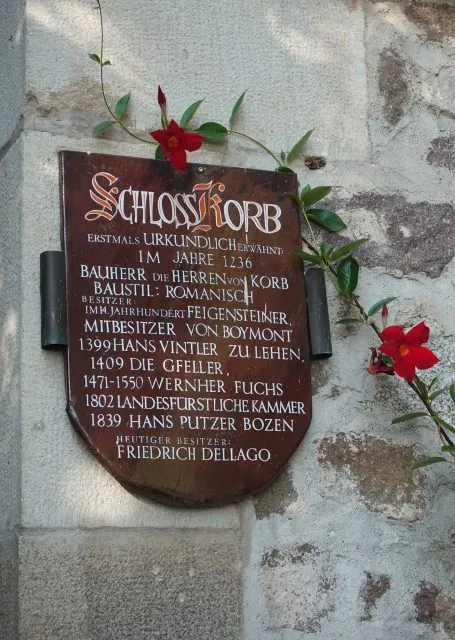 SCHLOSS KORB
ERSTMALS URKUNDLICH ERWÄHNT:
IM JAHRE 1236
BAUHERR DIE HERREN VON KORB
BAUSTIL: ROMANISCH
BESITZER:
IM 14. JAHRHUNDERT FEIGENSTEINER,
MITBESITZER VON BOYMONT
1399 HANS VINTLER ZU LEHEN,
1409 DIE GFELLER,
1471-1550 WERNHER FUCHS
1802 LANDESFÜRSTLICHE KAMMER
1839 HANS PUTZER BOZEN
HEUTIGER BESITZER:
FRIEDRICH DELLAGO